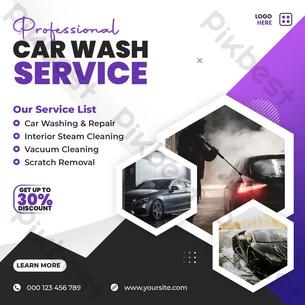 Professional
LOGO
HERE
CAR WASH
SERVICE
Our Service List
Car Washing & Repair
Interior Steam Cleaning
Vacuum Cleaning
Scratch Removal
GET UP TO
30%
DISCOUNT
LEARN MORE
000 123 456 789
www.yoursite.com
Pikbest